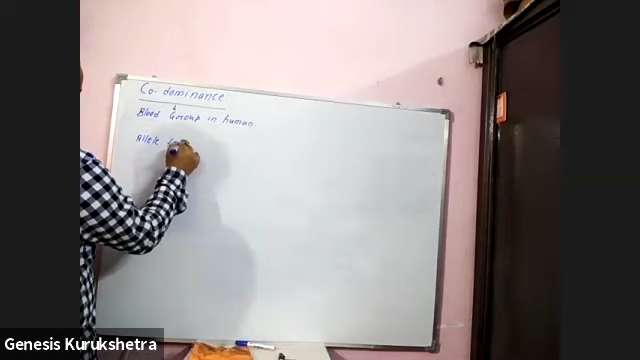 Co-dominance
Blood Group in human
Allele
Genesis Kurukshetra